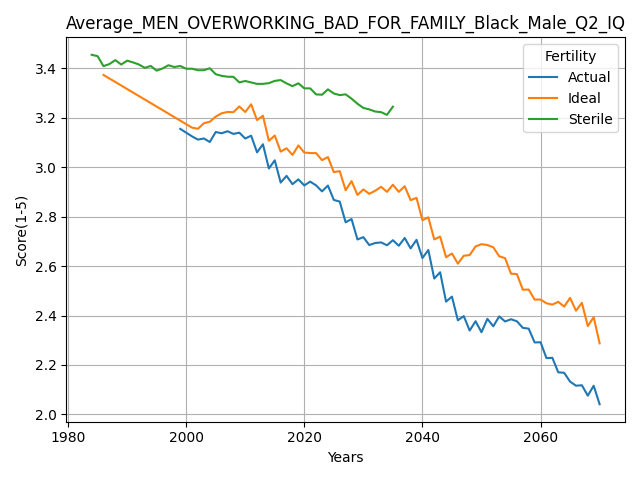 Average_MEN_OVERWORKING_BAD_FOR_FAMILY_Black_Male_Q2_IQ
Fertility
Actual
Ideal
Sterile
Score(1-5)
3.4
3.2
3.0
2.8
2.6
2.4
2.2
2.0
1980 2000 2020 2040 2060
Years